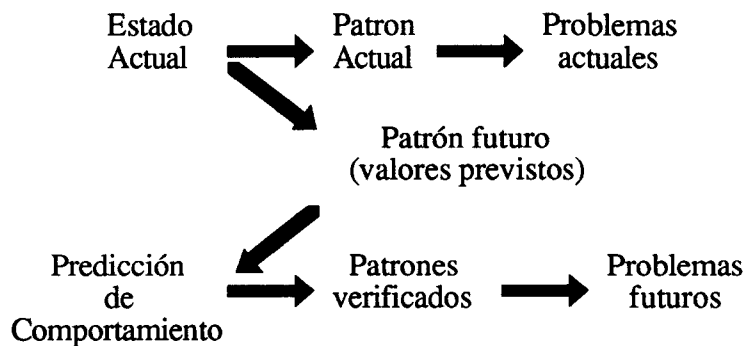 Estado
Actual
Patron
Actual
Problemas
actuales
Patrón futuro
(valores previstos)
Predicción
de
Comportamiento
Patrones
verificados
Problemas
futuros